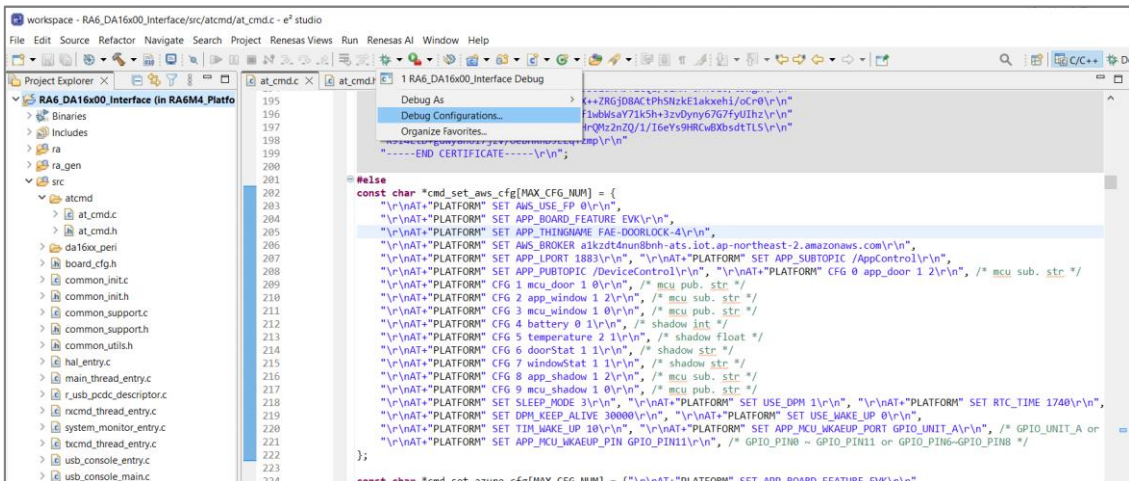 workspace - RA6_DA16x00_Interface/src/atcmd/at_cmd.c - e² studio
File Edit Source Refactor Navigate Search Project Renesas Views Run Renesas AI Window Help
C/C++
Project Explorer
at_cmd.c
1 RA6_DA16x00_Interface Debug
Debug As
Debug Configurations...
Organize Favorites...
RA6_DA16x00_Interface (in RA6M4_Platfo
Binaries
Includes
ra
ra_gen
src
atcmd
at_cmd.c
at_cmd.h
da16xx_peri
board_cfg.h
common_init.c
common_init.h
common_support.c
common_support.h
common_utils.h
hal_entry.c
main_thread_entry.c
r_usb_pcdc_descriptor.c
rxcmd_thread_entry.c
system_monitor_entry.c
txcmd_thread_entry.c
usb_console_entry.c
usb_console_main.c
195
196
197
198
199 "-----END CERTIFICATE-----\r\n";
200
201 #else
202 const char *cmd_set_aws_cfg[MAX_CFG_NUM] = {
203 "\r\nAT+"PLATFORM" SET AWS_USE_FP 0\r\n",
204 "\r\nAT+"PLATFORM" SET APP_BOARD_FEATURE EVK\r\n",
205 "\r\nAT+"PLATFORM" SET APP_THINGNAME FAE-DOORLOCK-4\r\n",
206 "\r\nAT+"PLATFORM" SET AWS_BROKER a1kzdt4nun8bnh-ats.iot.ap-northeast-2.amazonaws.com\r\n",
207 "\r\nAT+"PLATFORM" SET APP_LPORT 1883\r\n", "\r\nAT+"PLATFORM" SET APP_SUBTOPIC /AppControl\r\n",
208 "\r\nAT+"PLATFORM" SET APP_PUBTOPIC /DeviceControl\r\n", "\r\nAT+"PLATFORM" CFG 0 app_door 1 2\r\n", /* mcu sub. str */
209 "\r\nAT+"PLATFORM" CFG 1 mcu_door 1 0\r\n", /* mcu pub. str */
210 "\r\nAT+"PLATFORM" CFG 2 app_window 1 2\r\n", /* mcu sub. str */
211 "\r\nAT+"PLATFORM" CFG 3 mcu_window 1 0\r\n", /* mcu pub. str */
212 "\r\nAT+"PLATFORM" CFG 4 battery 0 1\r\n", /* shadow int */
213 "\r\nAT+"PLATFORM" CFG 5 temperature 2 1\r\n", /* shadow float */
214 "\r\nAT+"PLATFORM" CFG 6 doorStat 1 1\r\n", /* shadow str */
215 "\r\nAT+"PLATFORM" CFG 7 windowStat 1 1\r\n", /* shadow str */
216 "\r\nAT+"PLATFORM" CFG 8 app_shadow 1 2\r\n", /* mcu sub. str */
217 "\r\nAT+"PLATFORM" CFG 9 mcu_shadow 1 0\r\n", /* mcu pub. str */
218 "\r\nAT+"PLATFORM" SET SLEEP_MODE 3\r\n", "\r\nAT+"PLATFORM" SET USE_DPM 1\r\n", "\r\nAT+"PLATFORM" SET RTC_TIME 1740\r\n",
219 "\r\nAT+"PLATFORM" SET DPM_KEEP_ALIVE 30000\r\n", "\r\nAT+"PLATFORM" SET USE_WAKE_UP 0\r\n",
220 "\r\nAT+"PLATFORM" SET TIM_WAKE_UP 10\r\n", "\r\nAT+"PLATFORM" SET APP_MCU_WKAEUP_PORT GPIO_UNIT_A\r\n", /* GPIO_UNIT_A or
221 "\r\nAT+"PLATFORM" SET APP_MCU_WKAEUP_PIN GPIO_PIN11\r\n", /* GPIO_PIN0 ~ GPIO_PIN11 or GPIO_PIN6~GPIO_PIN8 */
222 };
223